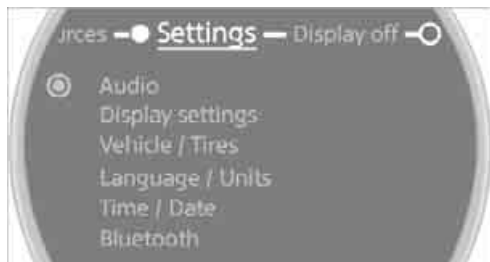 urces Settings Display off
Audio
Display settings
Vehicle / Tires
Language / Units
Time / Date
Bluetooth